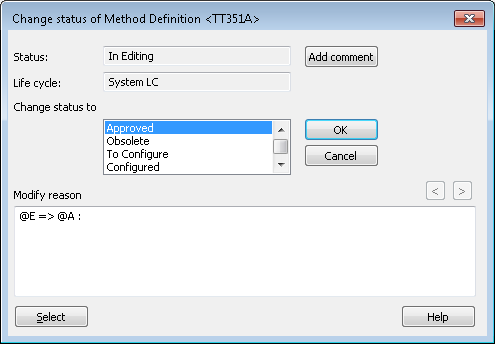 Change status of Method Definition <TT351A>
Status:
In Editing
Add comment
Life cycle:
System LC
Change status to
Approved
Obsolete
To Configure
Configured
OK
Cancel
Modify reason
< >
@E => @A :
Select
Help